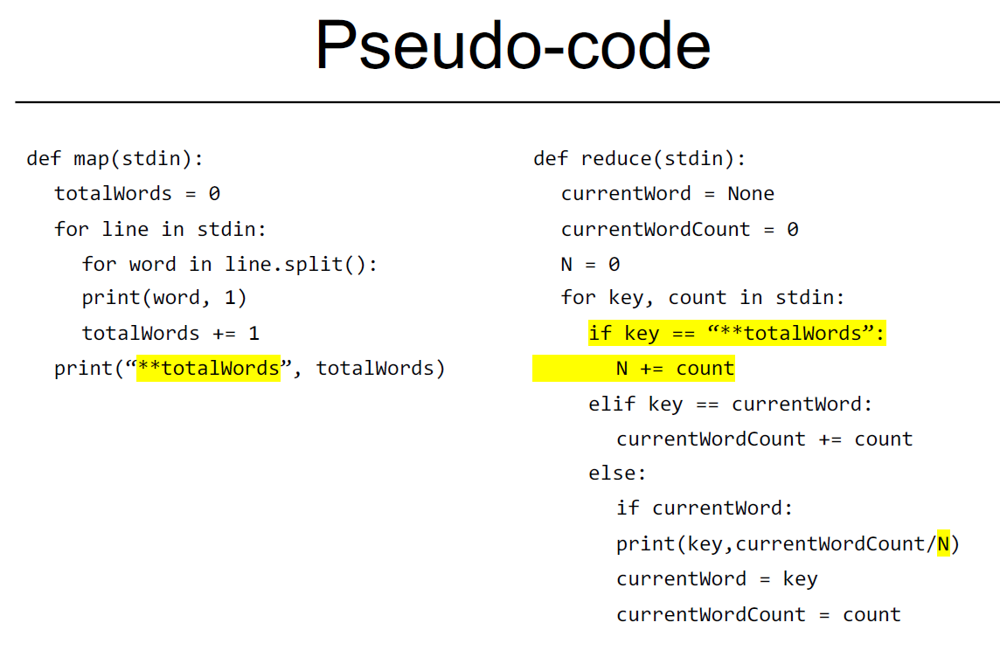 Pseudo-code
def map(stdin):
totalWords = 0
for line in stdin:
for word in line.split():
print(word, 1)
totalWords += 1
print(“**totalWords”, totalWords)
def reduce(stdin):
currentWord = None
currentWordCount = 0
N = 0
for key, count in stdin:
if key == “**totalWords”:
N += count
elif key == currentWord:
currentWordCount += count
else:
if currentWord:
print(key,currentWordCount/N)
currentWord = key
currentWordCount = count